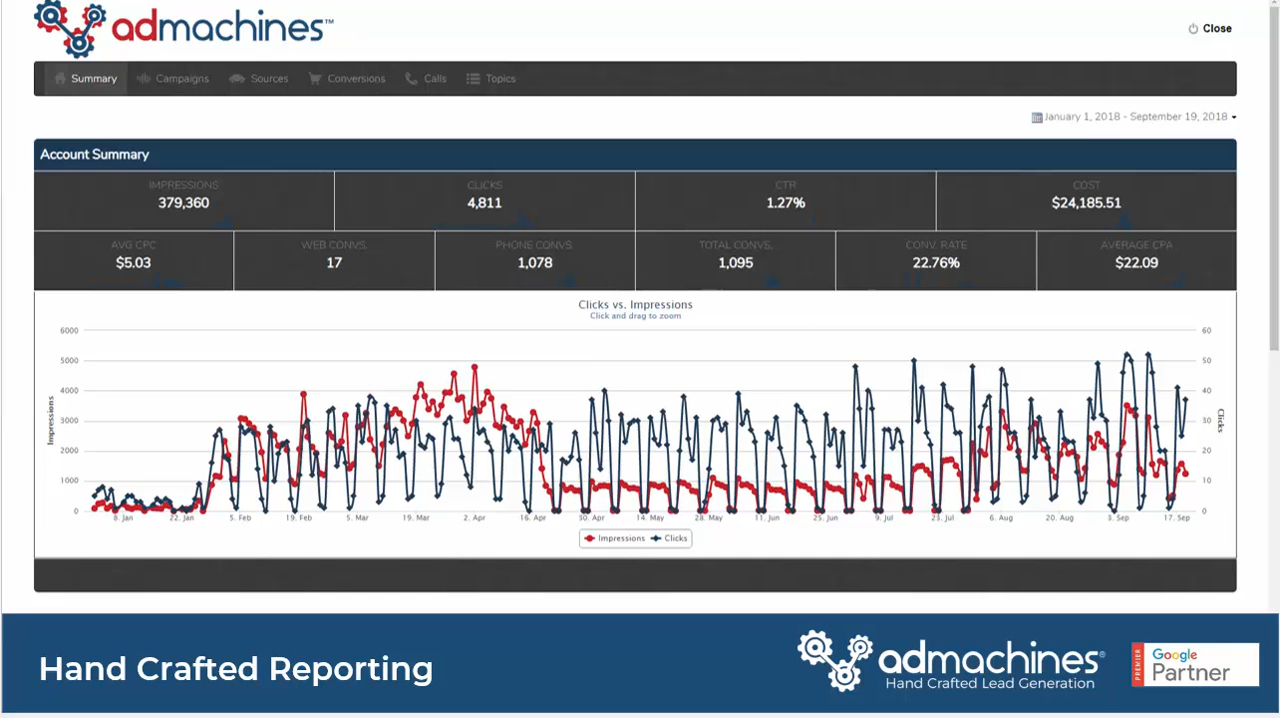 admachines™
Close
Summary Campaigns Sources Conversions Calls Topics
January 1, 2018 - September 19, 2018
Account Summary
IMPRESSIONS CLICKS CTR COST
379,360 4,811 1.27% $24,185.51
AVG CPC WEB CONVS. PHONE CONVS. TOTAL CONVS. CONV. RATE AVERAGE CPA
$5.03 17 1,078 1,095 22.76% $22.09
Clicks vs. Impressions
Click and drag to zoom
6000 60
5000 50
4000 40
3000 30
2000 20
1000 10
0 0
Impressions
Clicks
8. Jan 22. Jan 5. Feb 19. Feb 5. Mar 19. Mar 2. Apr 16. Apr 30. Apr 14. May 28. May 11. Jun 25. Jun 9. Jul 23. Jul 6. Aug 20. Aug 3. Sep 17. Sep
Impressions Clicks
Hand Crafted Reporting
admachines®
Hand Crafted Lead Generation
PREMIER
Google
Partner